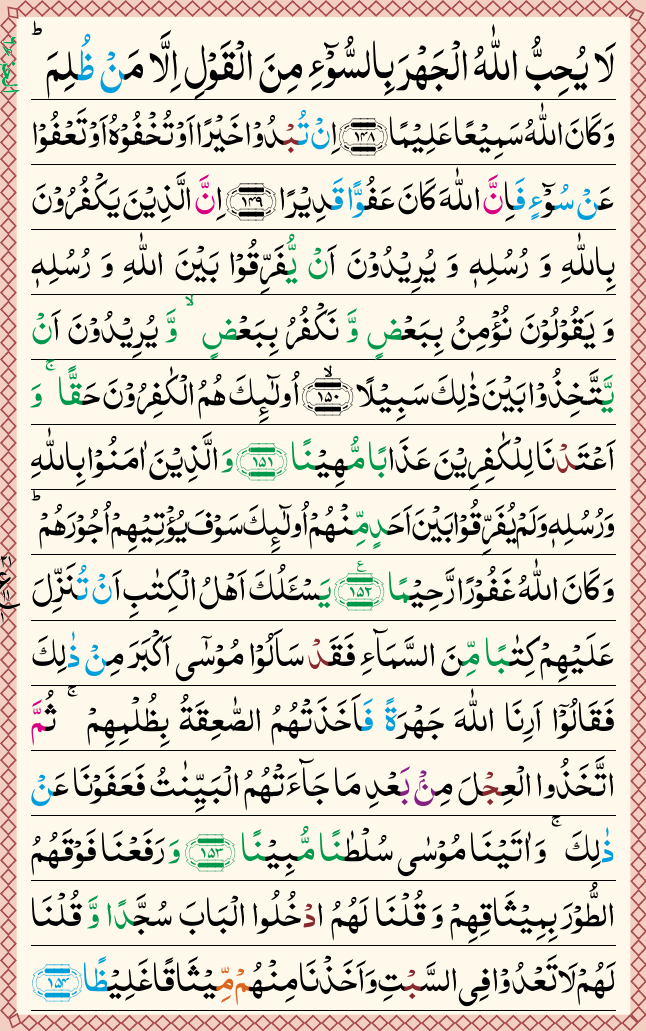 لَا يُحِبُّ اللّٰهُ الْجَهْرَ بِالسُّوْٓءِ مِنَ الْقَوْلِ اِلَّا مَنْ ظُلِمَ ؕ
وَكَانَ اللّٰهُ سَمِيْعًا عَلِيْمًا ﴿۱۴۸﴾ اِنْ تُبْدُوْا خَيْرًا اَوْ تُخْفُوْهُ اَوْ تَعْفُوْا
عَنْ سُوْٓءٍ فَاِنَّ اللّٰهَ كَانَ عَفُوًّا قَدِيْرًا ﴿۱۴۹﴾ اِنَّ الَّذِيْنَ يَكْفُرُوْنَ
بِاللّٰهِ وَ رُسُلِهٖ وَ يُرِيْدُوْنَ اَنْ يُّفَرِّقُوْا بَيْنَ اللّٰهِ وَ رُسُلِهٖ
وَ يَقُوْلُوْنَ نُؤْمِنُ بِبَعْضٍ وَّ نَكْفُرُ بِبَعْضٍ ۙ وَّ يُرِيْدُوْنَ اَنْ
يَّتَّخِذُوْا بَيْنَ ذٰلِكَ سَبِيْلًا ﴿۱۵۰﴾ۙ اُولٰٓئِكَ هُمُ الْكٰفِرُوْنَ حَقًّا ۚ وَ
اَعْتَدْنَا لِلْكٰفِرِيْنَ عَذَابًا مُّهِيْنًا ﴿۱۵۱﴾ وَ الَّذِيْنَ اٰمَنُوْا بِاللّٰهِ
وَرُسُلِهٖ وَلَمْ يُفَرِّقُوْا بَيْنَ اَحَدٍ مِّنْهُمْ اُولٰٓئِكَ سَوْفَ يُؤْتِيْهِمْ اُجُوْرَهُمْ ؕ
وَكَانَ اللّٰهُ غَفُوْرًا رَّحِيْمًا ﴿۱۵۲﴾ع يَسْـَٔلُكَ اَهْلُ الْكِتٰبِ اَنْ تُنَزِّلَ
عَلَيْهِمْ كِتٰبًا مِّنَ السَّمَآءِ فَقَدْ سَاَلُوْا مُوْسٰٓى اَكْبَرَ مِنْ ذٰلِكَ
فَقَالُوْٓا اَرِنَا اللّٰهَ جَهْرَةً فَاَخَذَتْهُمُ الصّٰعِقَةُ بِظُلْمِهِمْ ۚ ثُمَّ
اتَّخَذُوا الْعِجْلَ مِنْۢ بَعْدِ مَا جَآءَتْهُمُ الْبَيِّنٰتُ فَعَفَوْنَا عَنْ
ذٰلِكَ ۚ وَ اٰتَيْنَا مُوْسٰى سُلْطٰنًا مُّبِيْنًا ﴿۱۵۳﴾ وَ رَفَعْنَا فَوْقَهُمُ
الطُّوْرَ بِمِيْثَاقِهِمْ وَ قُلْنَا لَهُمُ ادْخُلُوا الْبَابَ سُجَّدًا وَّ قُلْنَا
لَهُمْ لَا تَعْدُوْا فِى السَّبْتِ وَ اَخَذْنَا مِنْهُمْ مِّيْثَاقًا غَلِيْظًا ﴿۱۵۴﴾